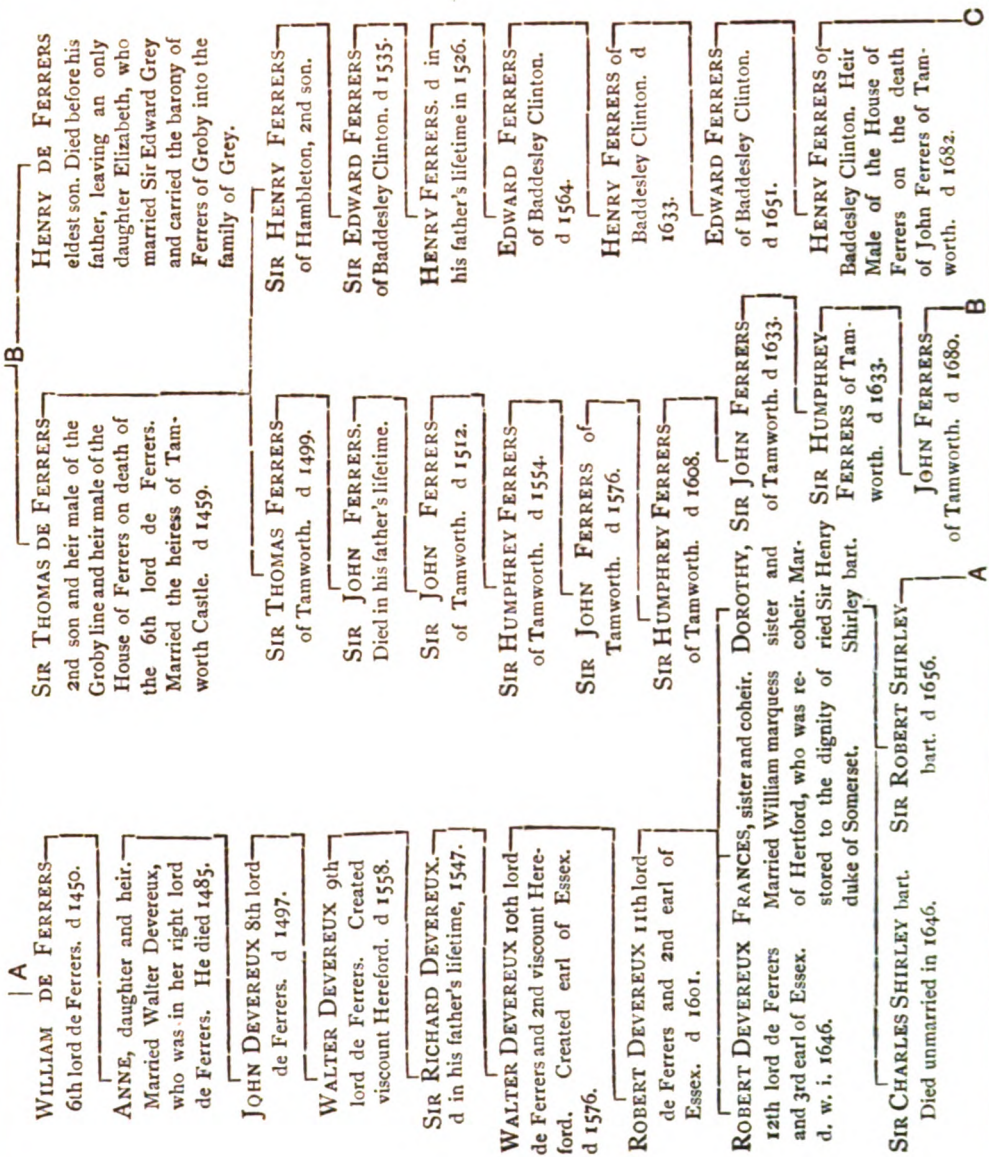 A
WILLIAM DE FERRERS
6th lord de Ferrers. d 1450.
ANNE, daughter and heir.
Married Walter Devereux,
who was in her right lord
de Ferrers. He died 1485.
JOHN DEVEREUX 8th lord
de Ferrers. d 1497.
WALTER DEVEREUX 9th
lord de Ferrers. Created
viscount Hereford. d 1558.
SIR RICHARD DEVEREUX.
d in his father's lifetime, 1547.
WALTER DEVEREUX 10th lord
de Ferrers and 2nd viscount Here-
ford. Created earl of Essex.
d 1576.
ROBERT DEVEREUX 11th lord
de Ferrers and 2nd earl of
Essex. d 1601.
ROBERT DEVEREUX
12th lord de Ferrers
and 3rd earl of Essex.
d. w. i. 1646.
FRANCES, sister and coheir.
Married William marquess
of Hertford, who was re-
stored to the dignity of
duke of Somerset.
DOROTHY,
sister and
coheir. Mar-
ried Sir Henry
Shirley bart.
SIR CHARLES SHIRLEY bart.
Died unmarried in 1646.
SIR ROBERT SHIRLEY
bart. d 1656.
A
B
SIR THOMAS DE FERRERS
2nd son and heir male of the
Groby line and heir male of the
House of Ferrers on death of
the 6th lord de Ferrers.
Married the heiress of Tam-
worth Castle. d 1459.
HENRY DE FERRERS
eldest son. Died before his
father, leaving an only
daughter Elizabeth, who
married Sir Edward Grey
and carried the barony of
Ferrers of Groby into the
family of Grey.
SIR THOMAS FERRERS
of Tamworth. d 1499.
SIR JOHN FERRERS.
Died in his father's lifetime.
SIR JOHN FERRERS
of Tamworth. d 1512.
SIR HUMPHREY FERRERS
of Tamworth. d 1554.
SIR JOHN FERRERS of
Tamworth. d 1576.
SIR HUMPHREY FERRERS
of Tamworth. d 1608.
SIR JOHN FERRERS
of Tamworth. d 1633.
SIR HUMPHREY
FERRERS of Tam-
worth. d 1633.
JOHN FERRERS
of Tamworth. d 1680.
B
SIR HENRY FERRERS
of Hambleton, 2nd son.
SIR EDWARD FERRERS
of Baddesley Clinton. d 1535.
HENRY FERRERS. d in
his father's lifetime in 1526.
EDWARD FERRERS
of Baddesley Clinton.
d 1564.
HENRY FERRERS of
Baddesley Clinton. d
1633.
EDWARD FERRERS
of Baddesley Clinton.
d 1651.
HENRY FERRERS of
Baddesley Clinton. Heir
Male of the House of
Ferrers on the death
of John Ferrers of Tam-
worth. d 1682.
C